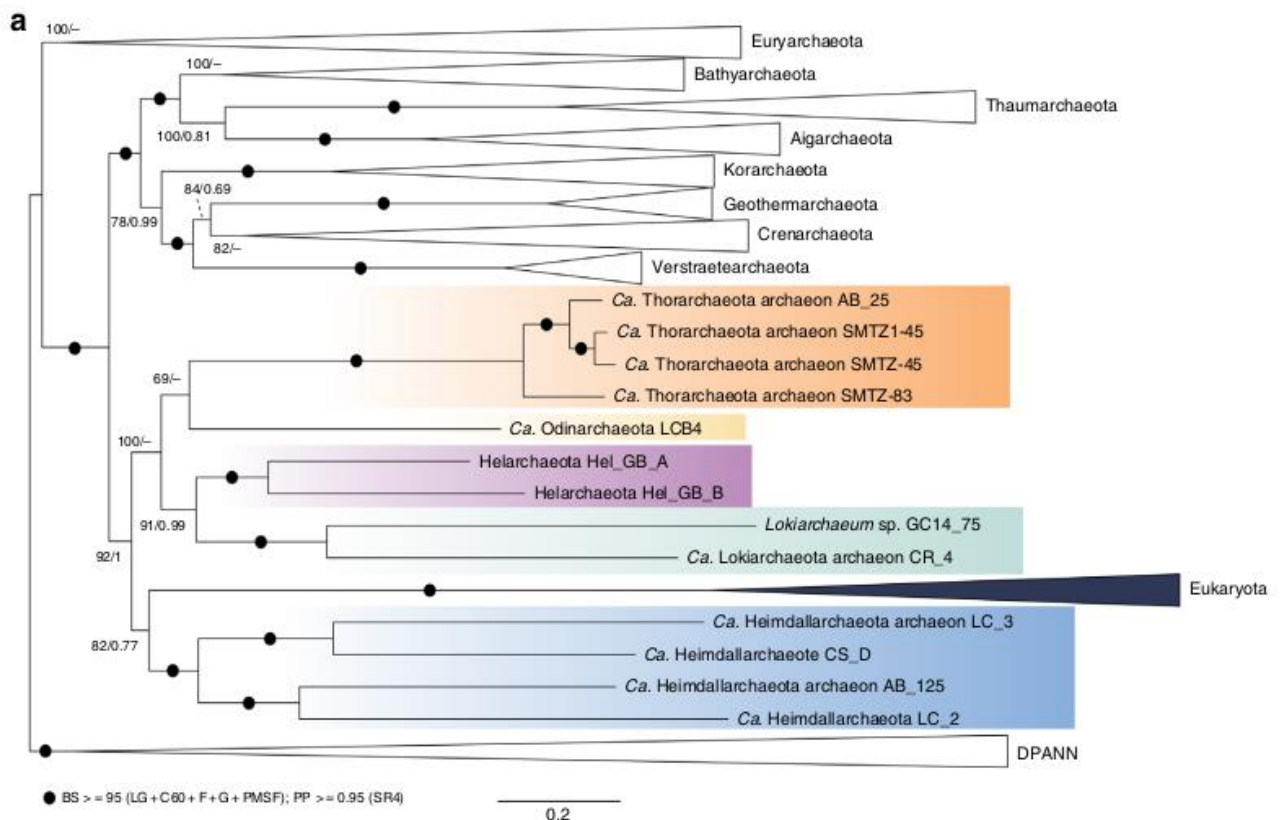 a
100/–
Euryarchaeota
100/–
Bathyarchaeota
Thaumarchaeota
100/0.81
Aigarchaeota
Korarchaeota
84/0.69
Geothermarchaeota
78/0.99
Crenarchaeota
82/–
Verstraetearchaeota
Ca. Thorarchaeota archaeon AB_25
Ca. Thorarchaeota archaeon SMTZ1-45
Ca. Thorarchaeota archaeon SMTZ-45
69/–
Ca. Thorarchaeota archaeon SMTZ-83
Ca. Odinarchaeota LCB4
100/–
Helarchaeota Hel_GB_A
Helarchaeota Hel_GB_B
91/0.99
Lokiarchaeum sp. GC14_75
Ca. Lokiarchaeota archaeon CR_4
92/1
Eukaryota
Ca. Heimdallarchaeota archaeon LC_3
82/0.77
Ca. Heimdallarchaeote CS_D
Ca. Heimdallarchaeota archaeon AB_125
Ca. Heimdallarchaeota LC_2
DPANN
BS > = 95 (LG + C60 + F + G + PMSF); PP > = 0.95 (SR4)
0.2